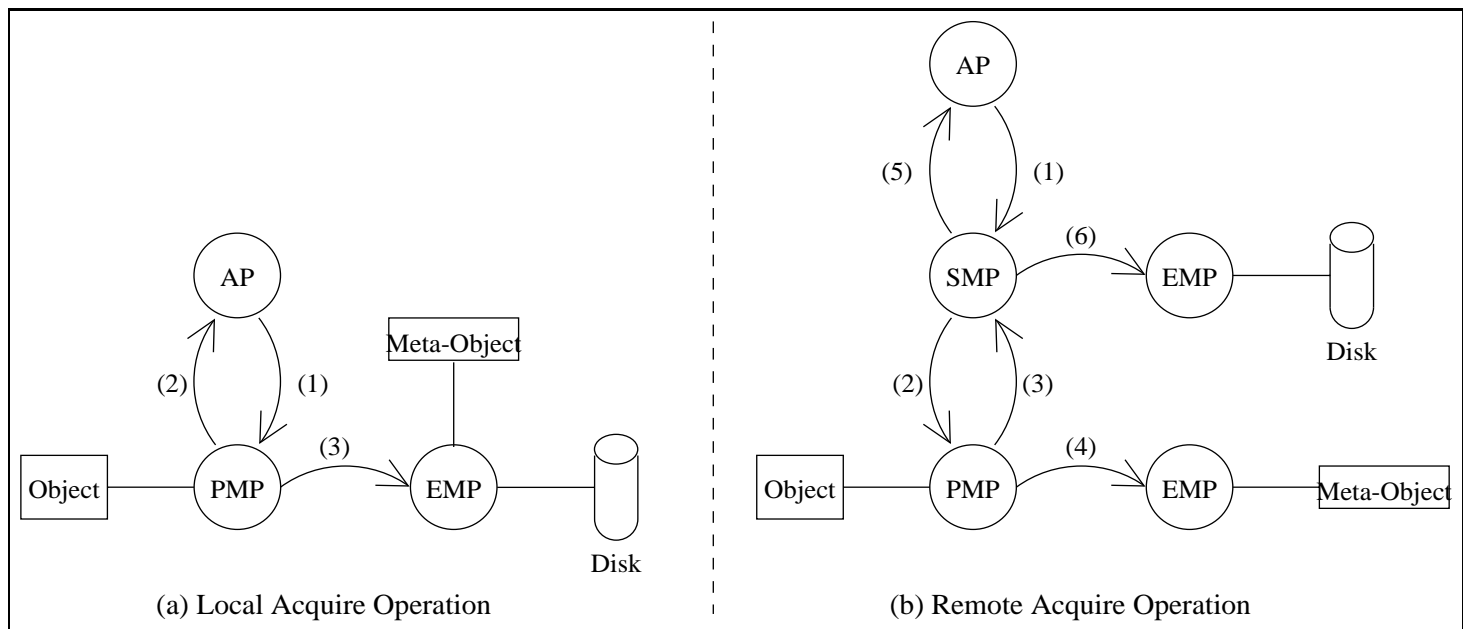 AP
(2)
(1)
Meta-Object
(3)
Object
PMP
EMP
Disk
(a) Local Acquire Operation
AP
(5)
(1)
SMP
(6)
EMP
Disk
(2)
(3)
Object
PMP
(4)
EMP
Meta-Object
(b) Remote Acquire Operation